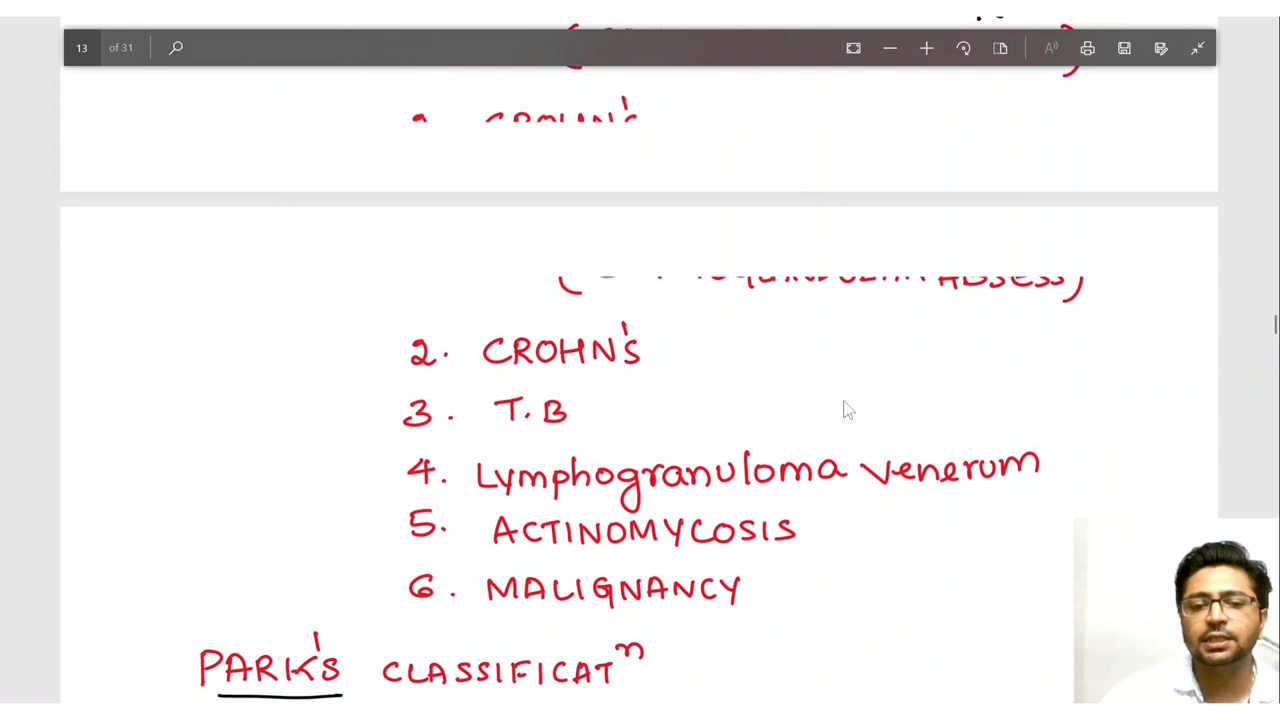 13 of 31
2. CROHN'S
3. T.B
4. Lymphogranuloma venerum
5. ACTINOMYCOSIS
6. MALIGNANCY
PARK'S CLASSIFICATn